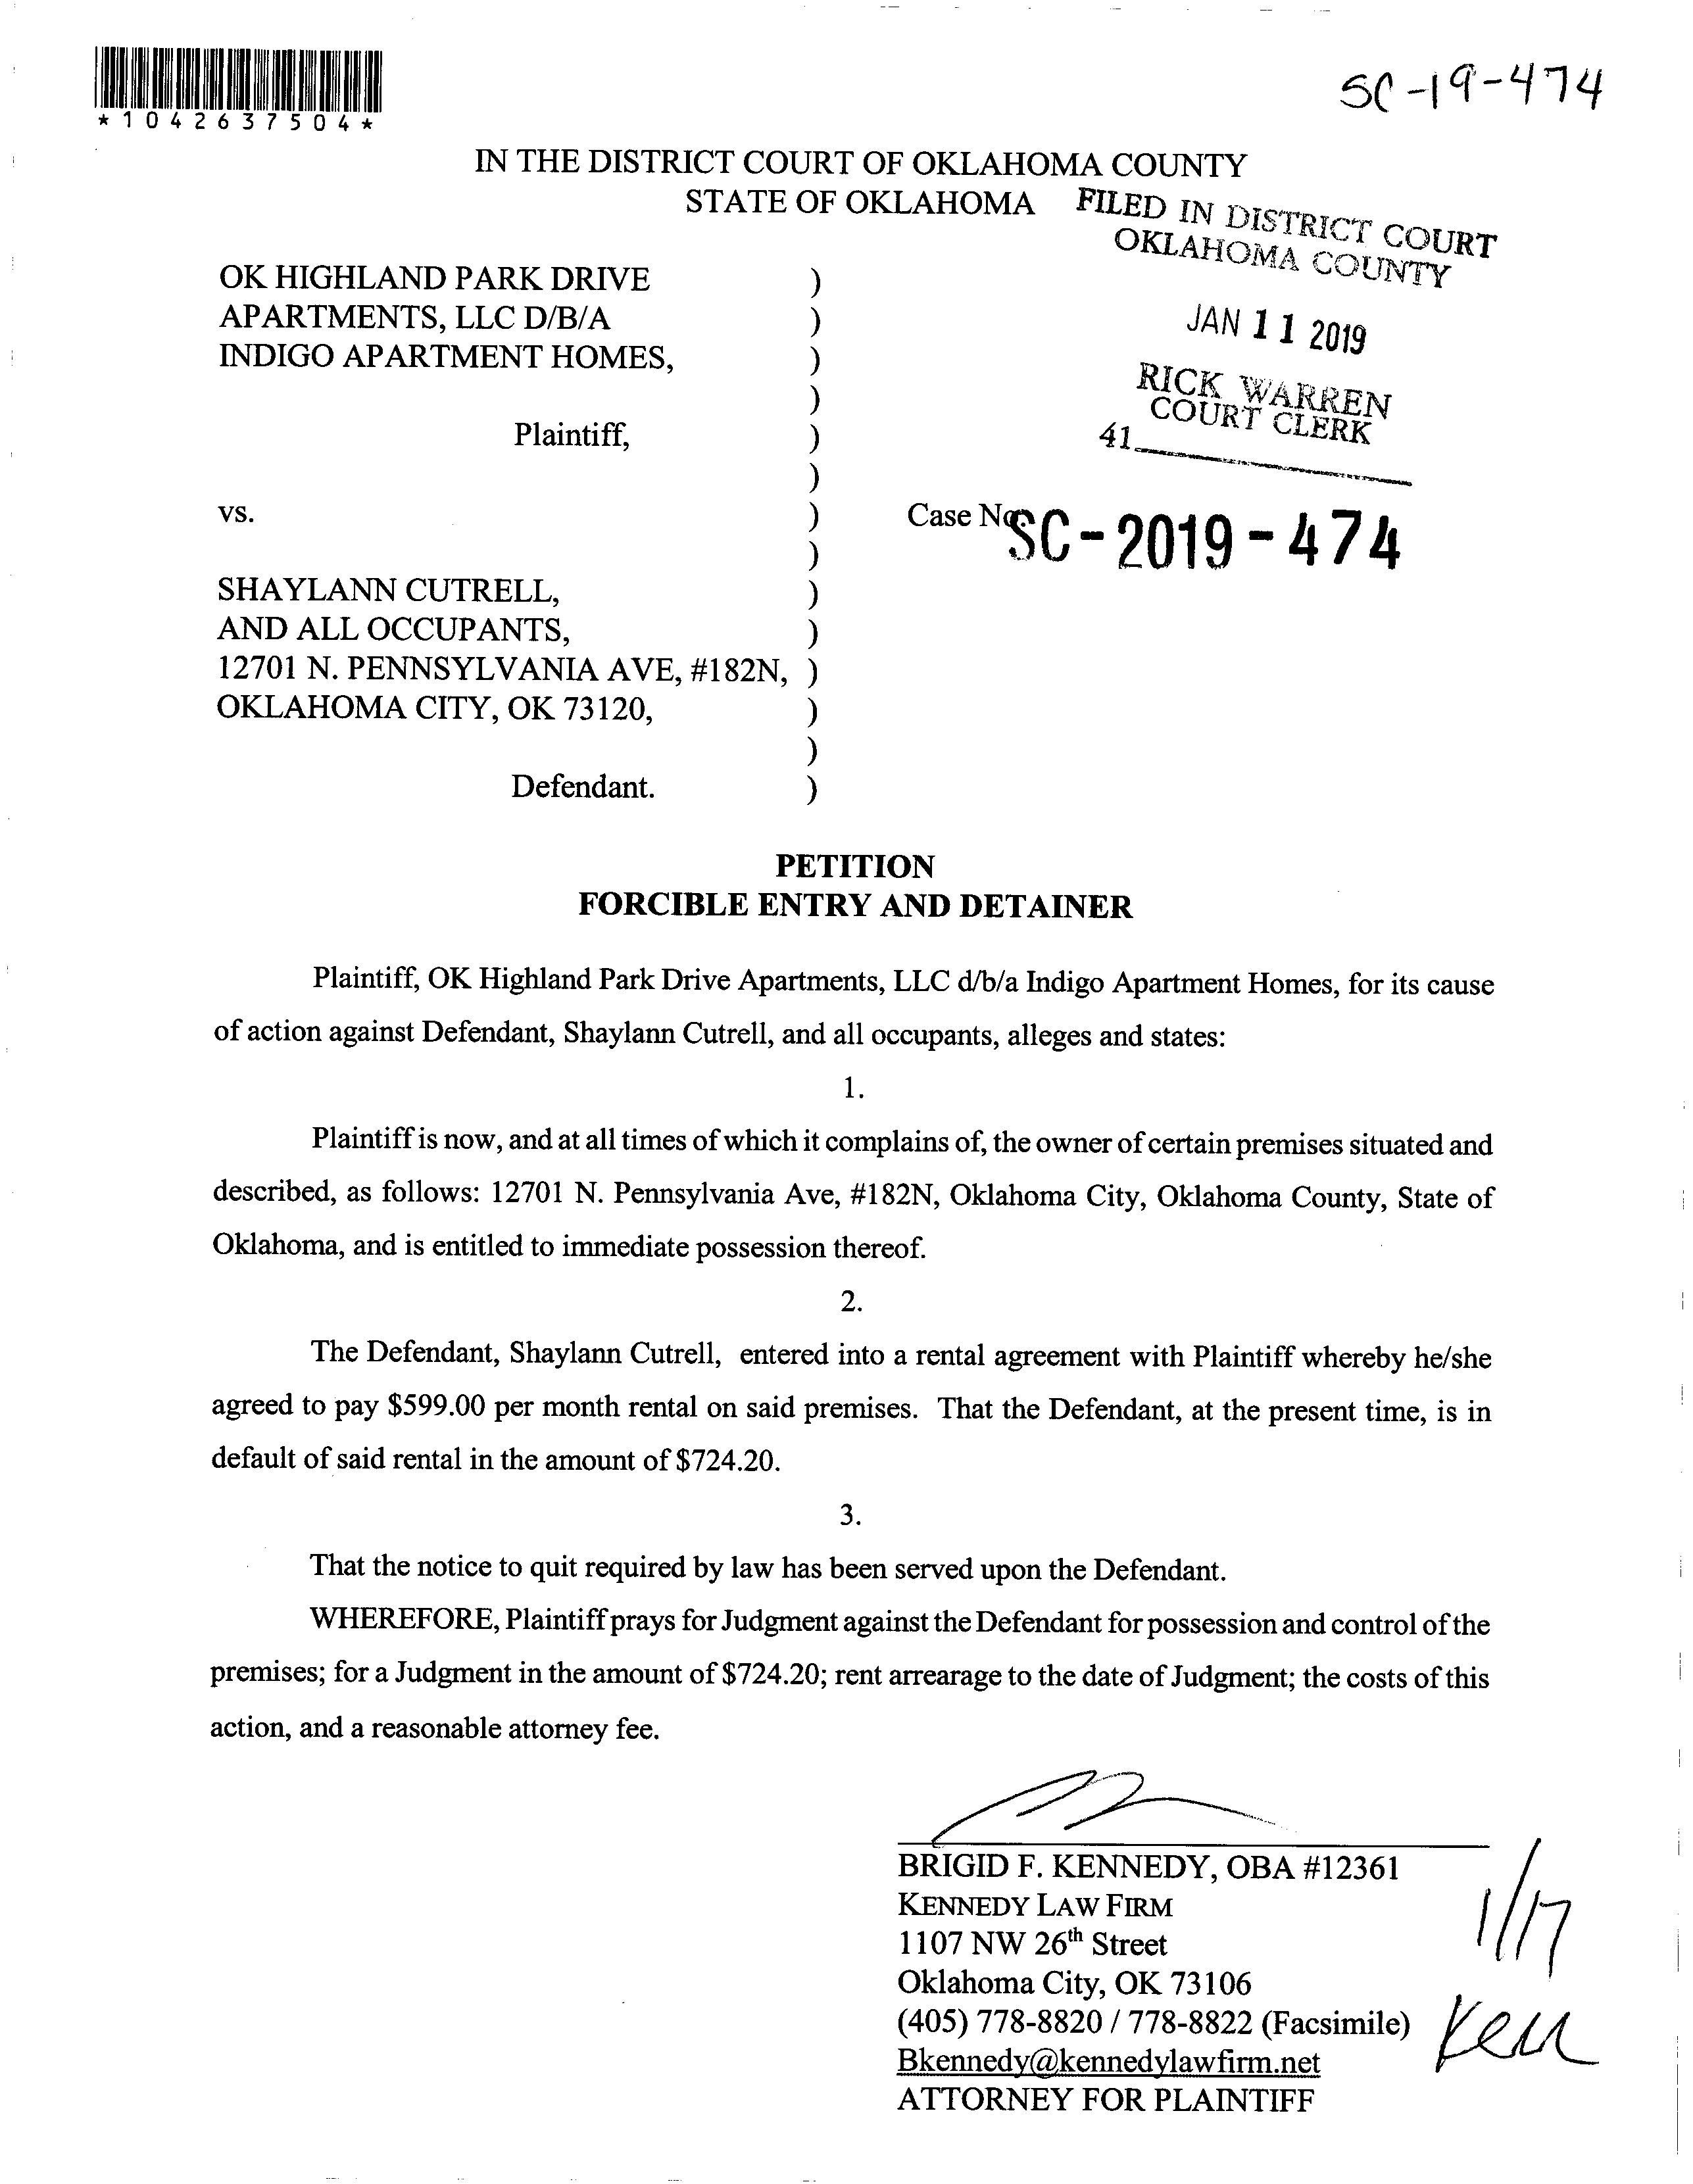 SC-19-474
*1042637504*
IN THE DISTRICT COURT OF OKLAHOMA COUNTY
STATE OF OKLAHOMA
FILED IN DISTRICT COURT
OKLAHOMA COUNTY
JAN 11 2019
RICK WARREN
COURT CLERK
41
OK HIGHLAND PARK DRIVE )
APARTMENTS, LLC D/B/A )
INDIGO APARTMENT HOMES, )
)
Plaintiff, )
)
vs. ) Case No. SC-2019-474
)
SHAYLANN CUTRELL, )
AND ALL OCCUPANTS, )
12701 N. PENNSYLVANIA AVE, #182N, )
OKLAHOMA CITY, OK 73120, )
)
Defendant. )
PETITION
FORCIBLE ENTRY AND DETAINER
Plaintiff, OK Highland Park Drive Apartments, LLC d/b/a Indigo Apartment Homes, for its cause
of action against Defendant, Shaylann Cutrell, and all occupants, alleges and states:
1.
Plaintiff is now, and at all times of which it complains of, the owner of certain premises situated and
described, as follows: 12701 N. Pennsylvania Ave, #182N, Oklahoma City, Oklahoma County, State of
Oklahoma, and is entitled to immediate possession thereof.
2.
The Defendant, Shaylann Cutrell, entered into a rental agreement with Plaintiff whereby he/she
agreed to pay $599.00 per month rental on said premises. That the Defendant, at the present time, is in
default of said rental in the amount of $724.20.
3.
That the notice to quit required by law has been served upon the Defendant.
WHEREFORE, Plaintiff prays for Judgment against the Defendant for possession and control of the
premises; for a Judgment in the amount of $724.20; rent arrearage to the date of Judgment; the costs of this
action, and a reasonable attorney fee.
BRIGID F. KENNEDY, OBA #12361
KENNEDY LAW FIRM
1107 NW 26th Street
Oklahoma City, OK 73106
(405) 778-8820 / 778-8822 (Facsimile)
Bkennedy@kennedylawfirm.net
ATTORNEY FOR PLAINTIFF
1/17